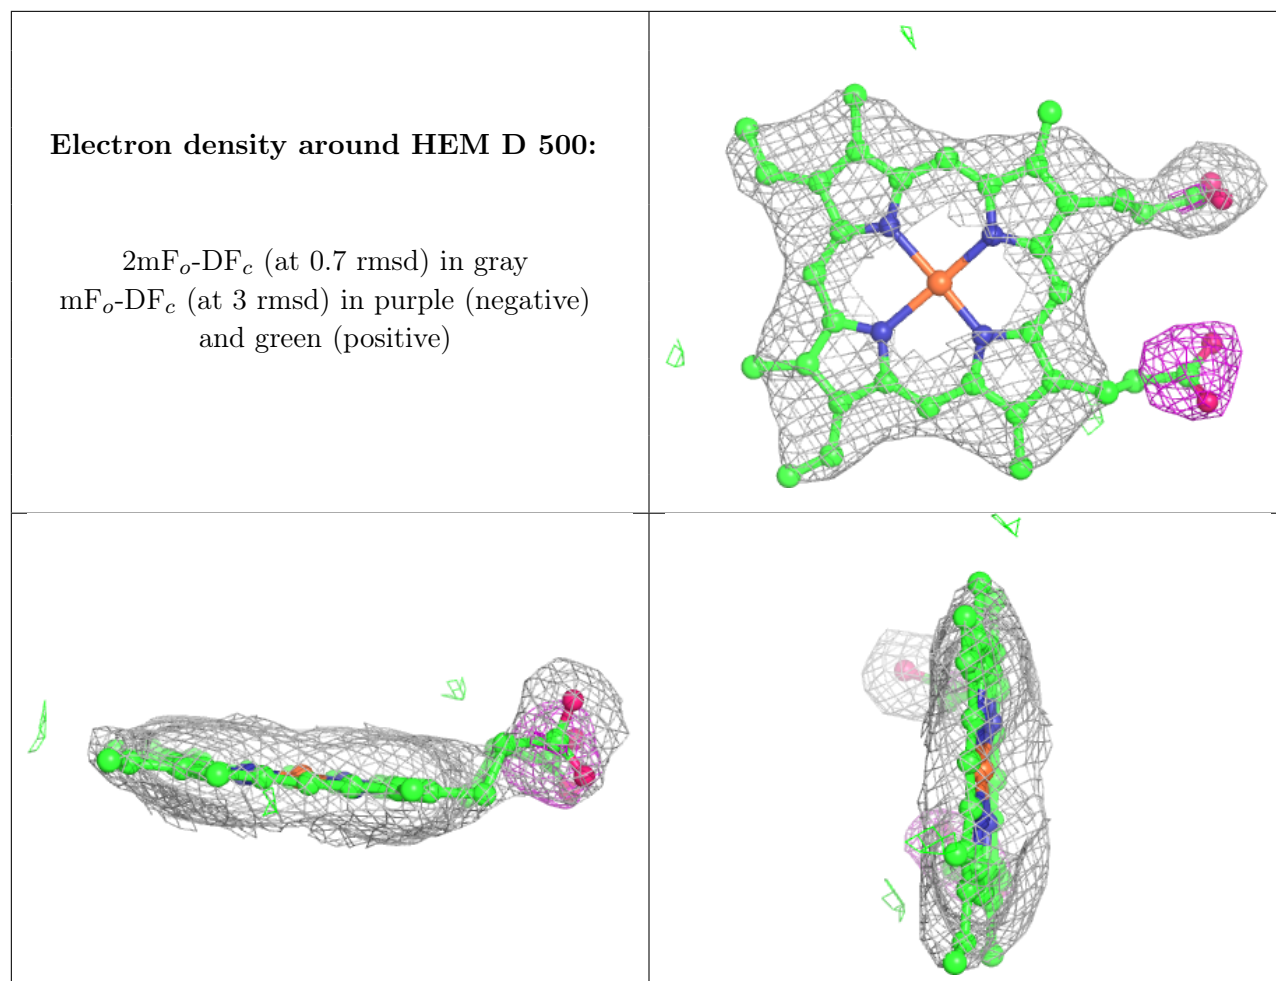 Electron density around HEM D 500:
2mFₒ-DF𝒸 (at 0.7 rmsd) in gray
mFₒ-DF𝒸 (at 3 rmsd) in purple (negative)
and green (positive)